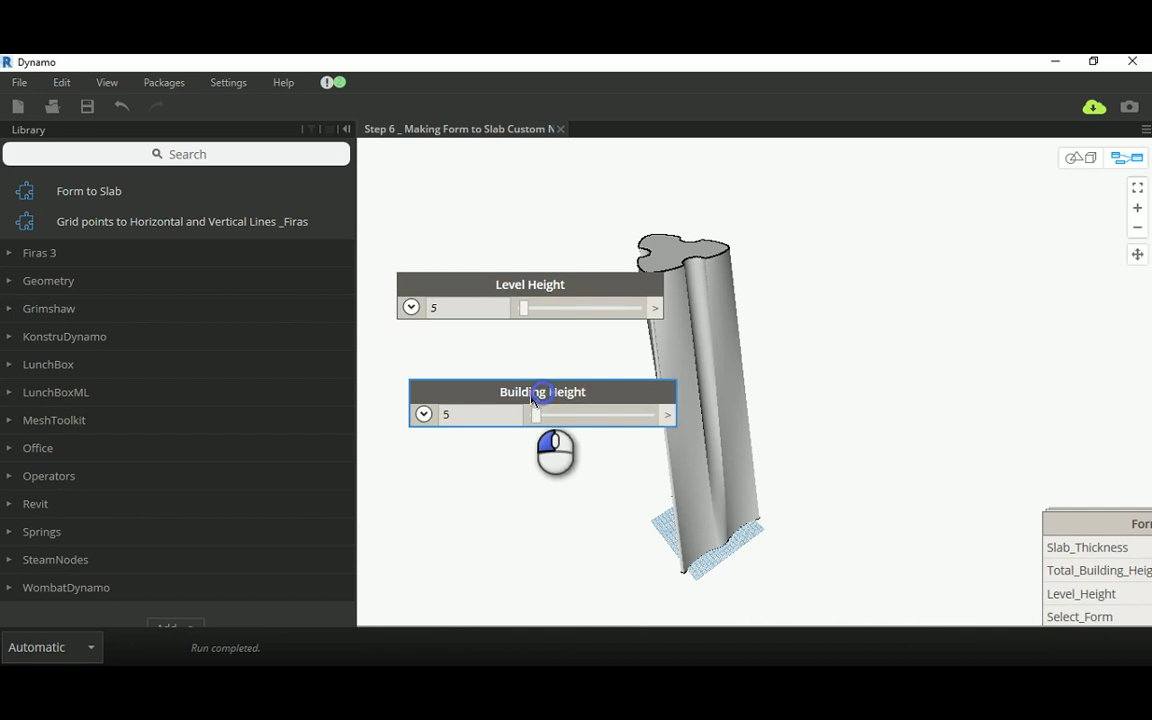 Dynamo
File Edit View Packages Settings Help
Library
Step 6 _ Making Form to Slab Custom N
Search
Form to Slab
Grid points to Horizontal and Vertical Lines _Firas
Firas 3
Geometry
Grimshaw
KonstruDynamo
LunchBox
LunchBoxML
MeshToolkit
Office
Operators
Revit
Springs
SteamNodes
WombatDynamo
Level Height
5 >
Building Height
5 >
For
Slab_Thickness
Total_Building_Heig
Level_Height
Select_Form
Automatic
Run completed.